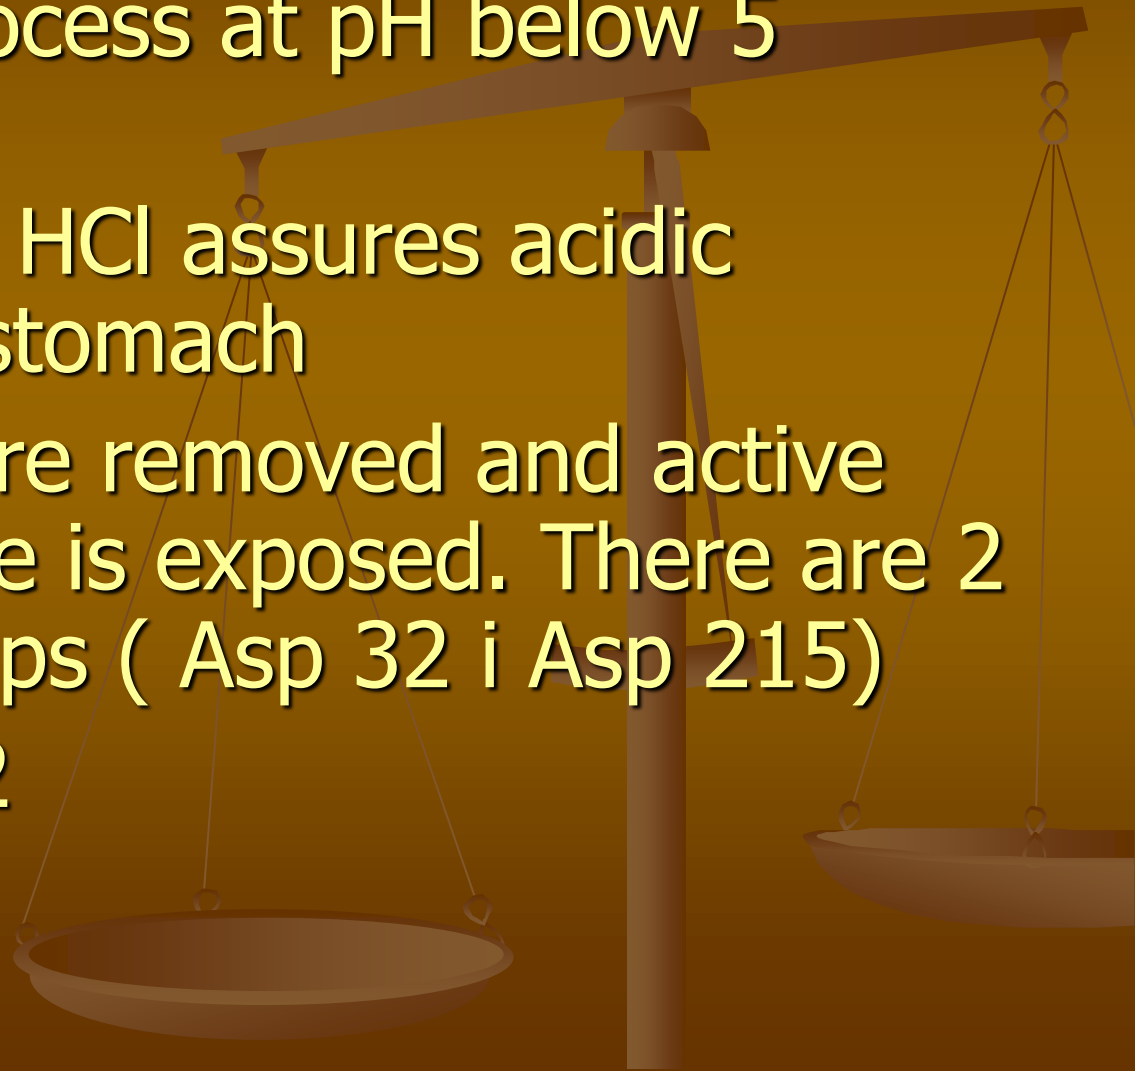 ocess at pH below 5
HCl assures acidic
stomach
re removed and active
e is exposed. There are 2
ps ( Asp 32 i Asp 215)
2